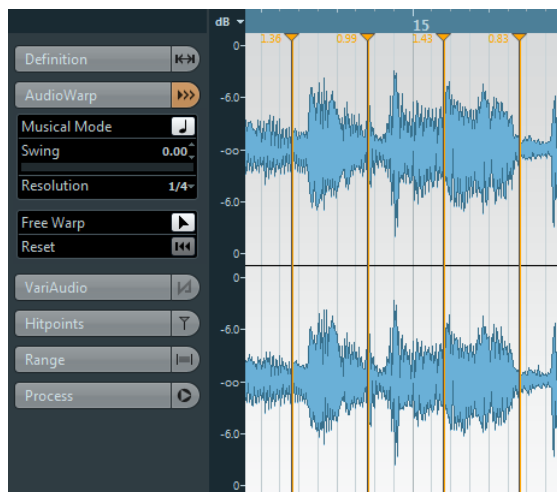 dB
15
1.36 0.99 1.43 0.83
Definition
AudioWarp
Musical Mode
Swing 0.00
Resolution 1/4
Free Warp
Reset
VariAudio
Hitpoints
Range
Process
0-
-6.0-
-oo-
-6.0-
0-
0-
-6.0-
-oo-
-6.0-
0-